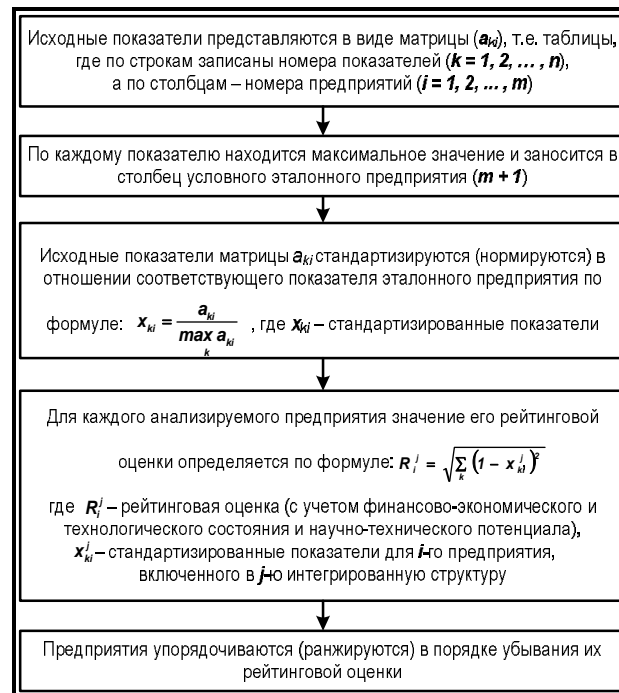 Исходные показатели представляются в виде матрицы (aₖᵢ), т.е. таблицы,
где по строкам записаны номера показателей (k = 1, 2, ... , n),
а по столбцам – номера предприятий (i = 1, 2, ... , m)
По каждому показателю находится максимальное значение и заносится в
столбец условного эталонного предприятия (m + 1)
Исходные показатели матрицы aₖᵢ стандартизируются (нормируются) в
отношении соответствующего показателя эталонного предприятия по
формуле: xₖᵢ = aₖᵢ / max aₖᵢ , где xₖᵢ – стандартизированные показатели
k
Для каждого анализируемого предприятия значение его рейтинговой
оценки определяется по формуле: Rᵢʲ = √∑ (1 - xₖᵢʲ)²
k
где Rᵢʲ – рейтинговая оценка (с учетом финансово-экономического и
технологического состояния и научно-технического потенциала),
xₖᵢʲ – стандартизированные показатели для i-го предприятия,
включенного в j-ю интегрированную структуру
Предприятия упорядочиваются (ранжируются) в порядке убывания их
рейтинговой оценки